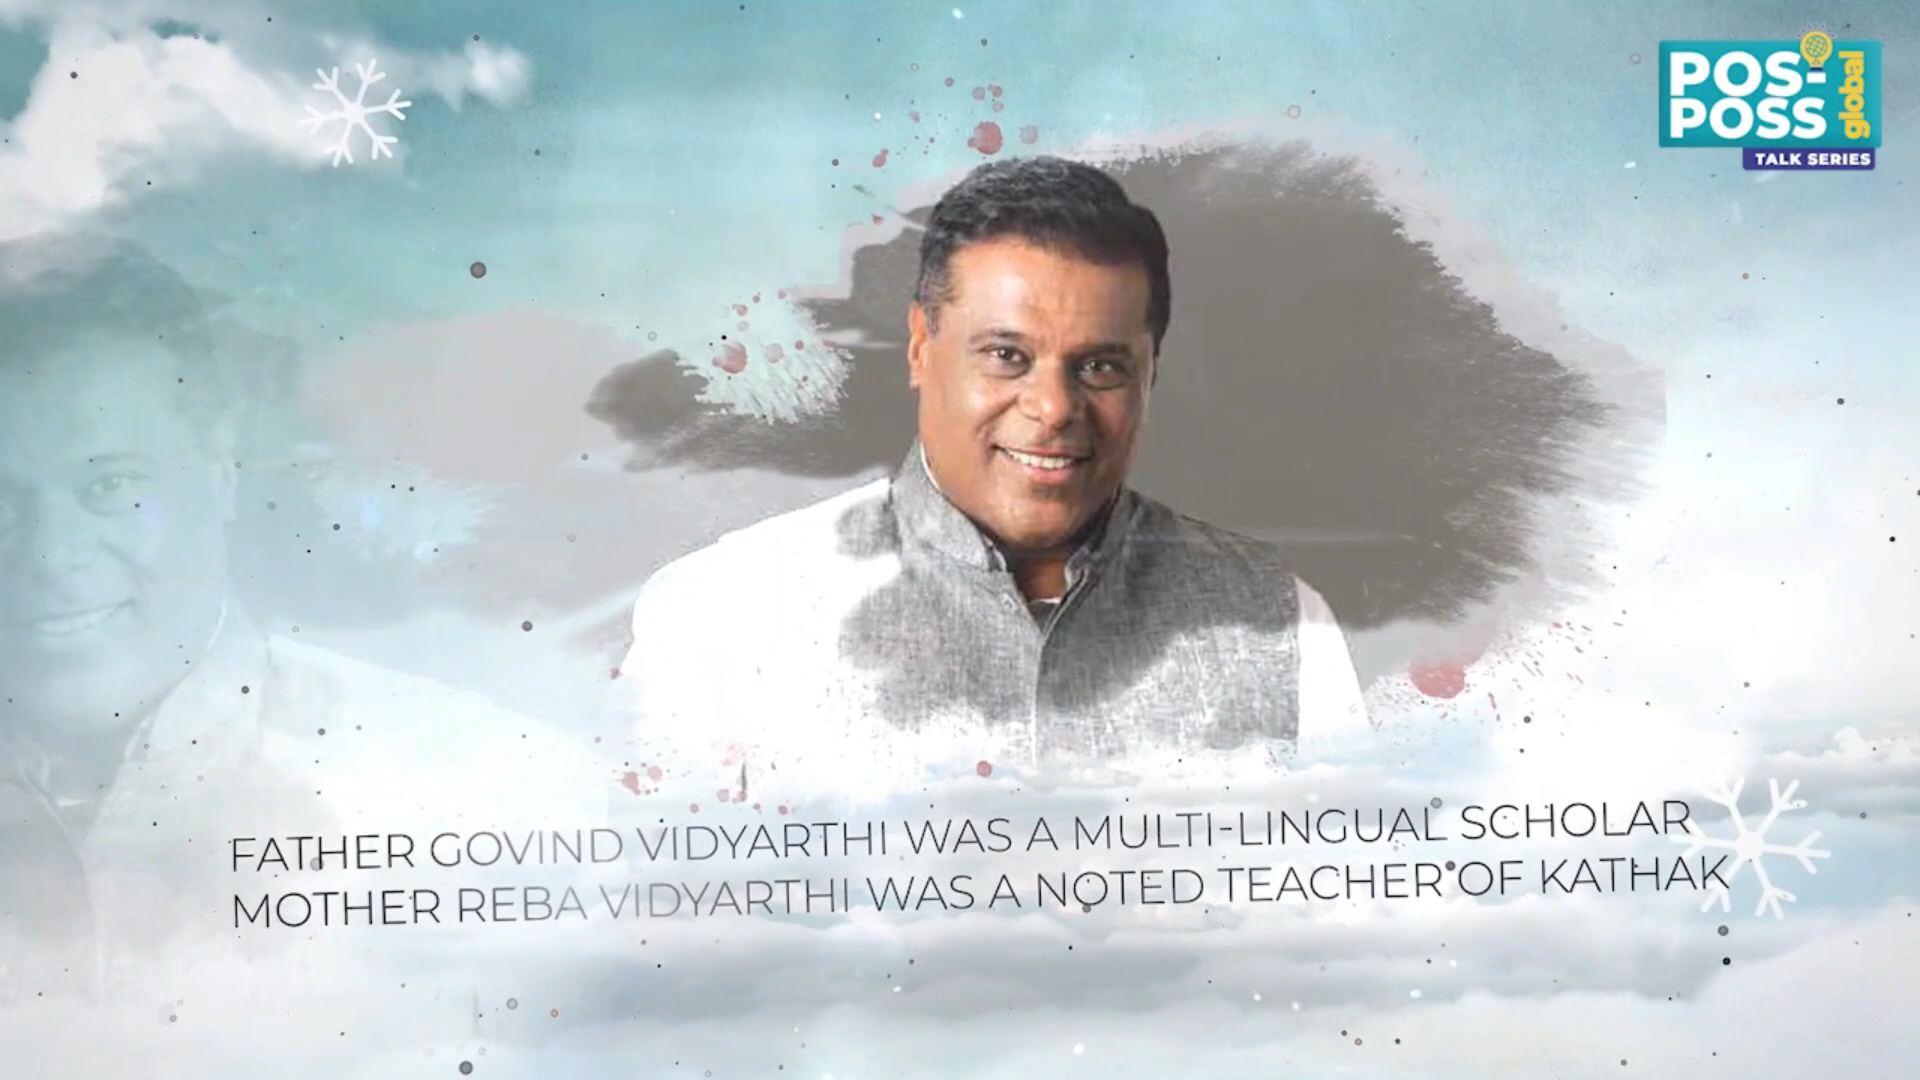 POS-
POSS
global
TALK SERIES
FATHER GOVIND VIDYARTHI WAS A MULTI-LINGUAL SCHOLAR
MOTHER REBA VIDYARTHI WAS A NOTED TEACHER OF KATHAK